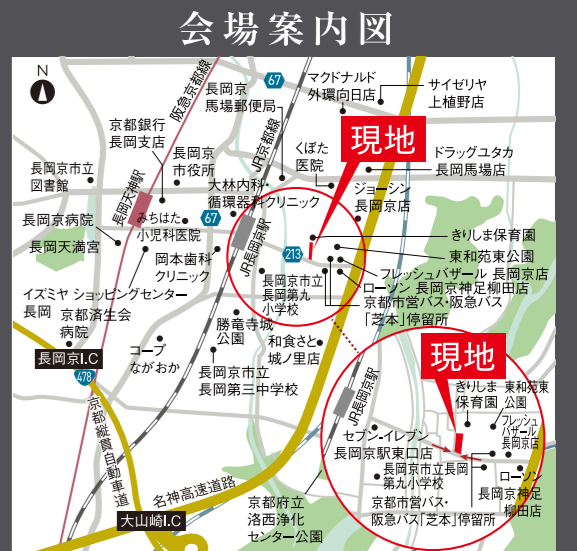 会場案内図
N
阪急京都線
67
長岡京
馬場郵便局
JR京都線
マクドナルド
外環向日店
サイゼリヤ
上植野店
京都銀行
長岡支店
長岡京
市役所
くぼた
医院
現地
ドラッグユタカ
長岡馬場店
長岡京市立
図書館
長岡天神駅
大林内科・
循環器科クリニック
ジョーシン
長岡京店
長岡京病院
みちはた
小児科医院
67
JR長岡京駅
きりしま保育園
長岡天満宮
岡本歯科
クリニック
213
東和苑東公園
フレッシュバザール 長岡京店
ローソン 長岡京神足柳田店
長岡京市立
長岡第九
小学校
京都市営バス・阪急バス
「芝本」停留所
イズミヤ ショッピングセンター
長岡
京都済生会
病院
勝竜寺城
公園
和食さと
城ノ里店
長岡京I.C
コープ
ながおか
長岡京市立
長岡第三中学校
478
京都縦貫自動車道
JR長岡京駅
現地
きりしま
保育園
東和苑東
公園
フレッシュ
バザール
長岡京店
セブン-イレブン
長岡京駅東口店
長岡京市立長岡
第九小学校
ローソン
長岡京神足
柳田店
京都市営バス・
阪急バス「芝本」停留所
名神高速道路
大山崎I.C
京都府立
洛西浄化
センター公園